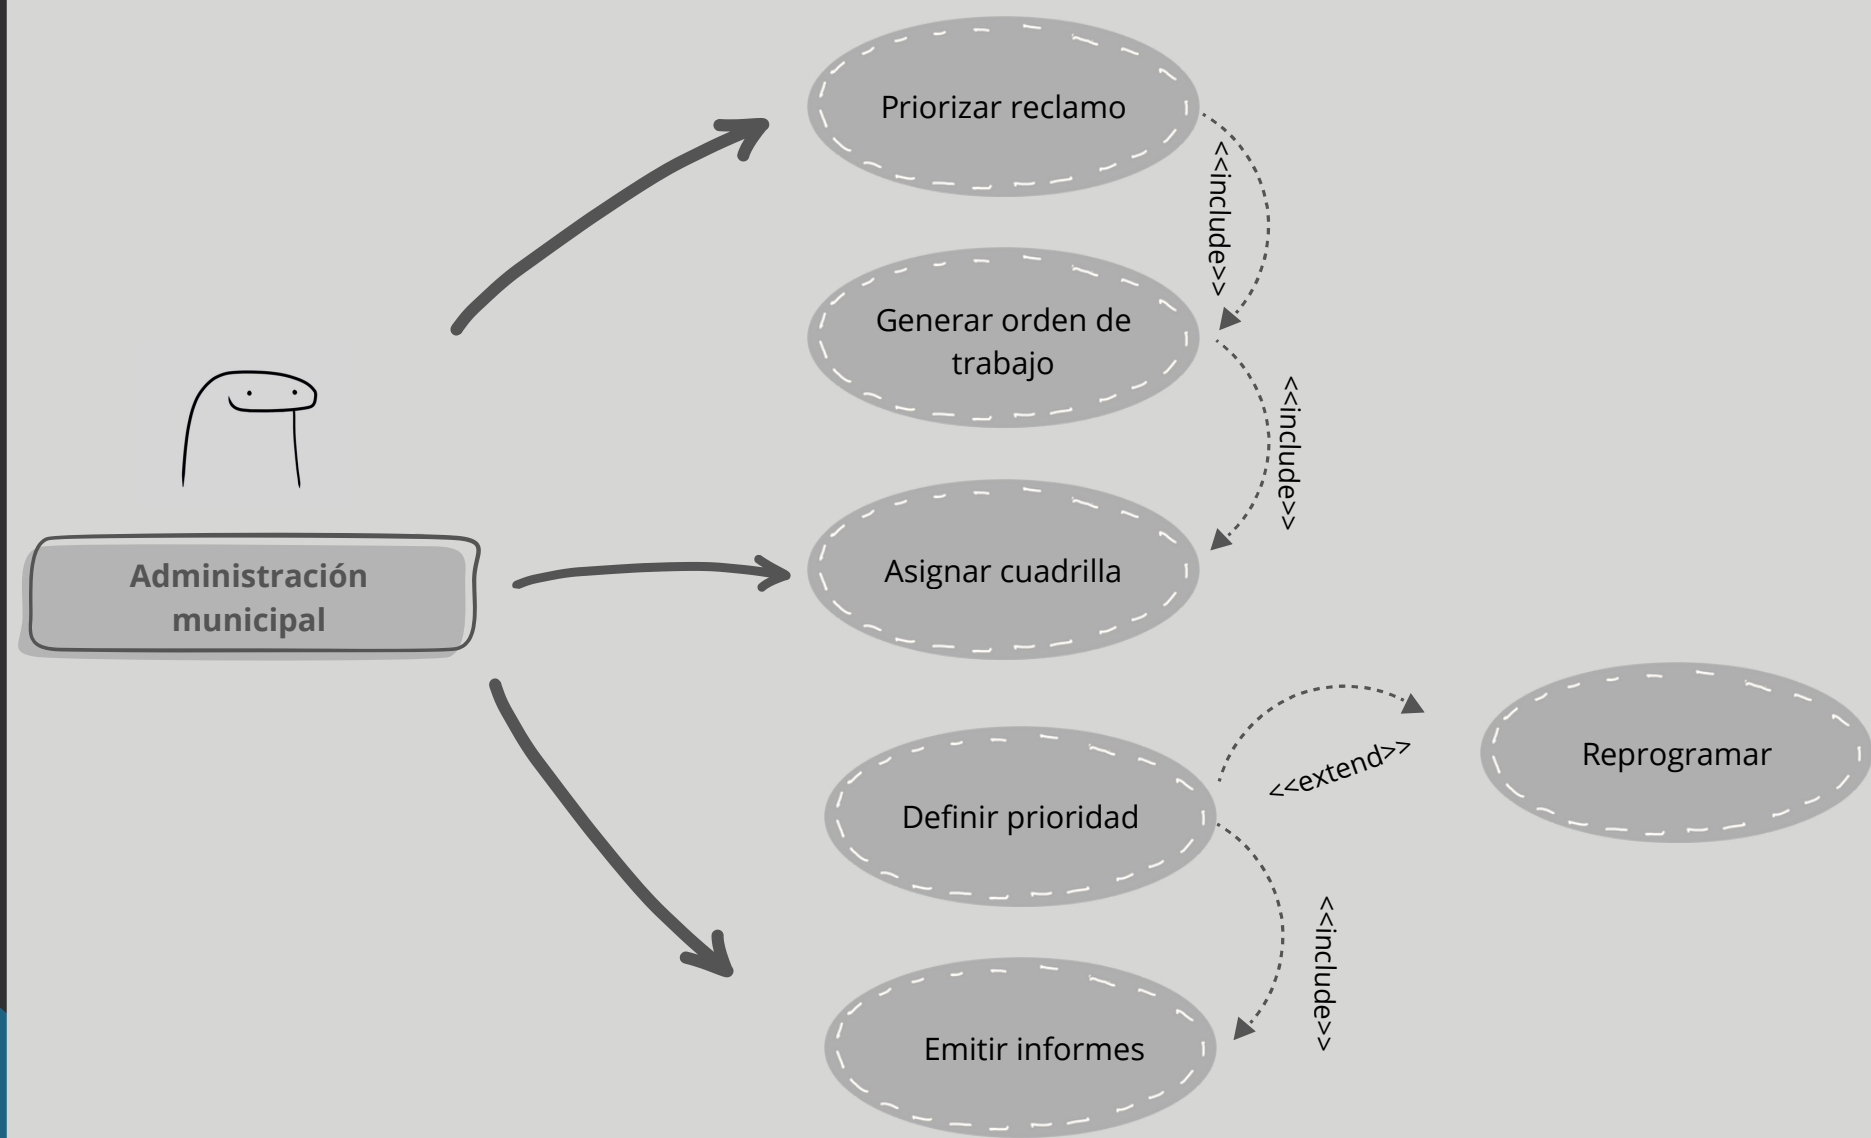 Priorizar reclamo
<<include>>
Generar orden de
trabajo
<<include>>
Asignar cuadrilla
Administración
municipal
Reprogramar
<<extend>>
Definir prioridad
<<include>>
Emitir informes